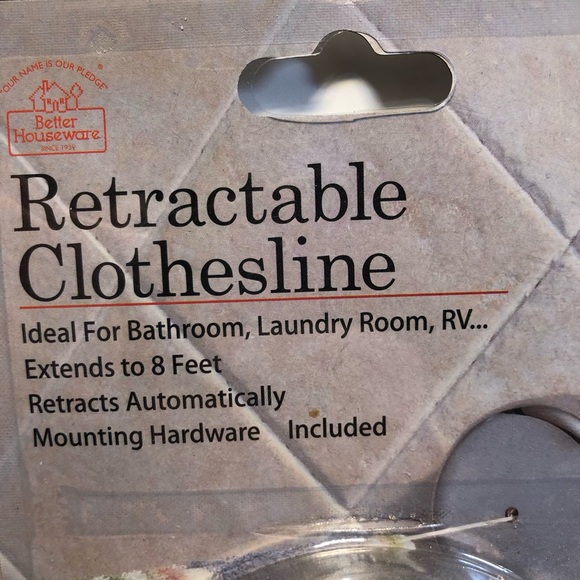 "OUR NAME IS OUR PLEDGE"®
Better
Houseware
SINCE 1936
Retractable
Clothesline
Ideal For Bathroom, Laundry Room, RV...
Extends to 8 Feet
Retracts Automatically
Mounting Hardware Included